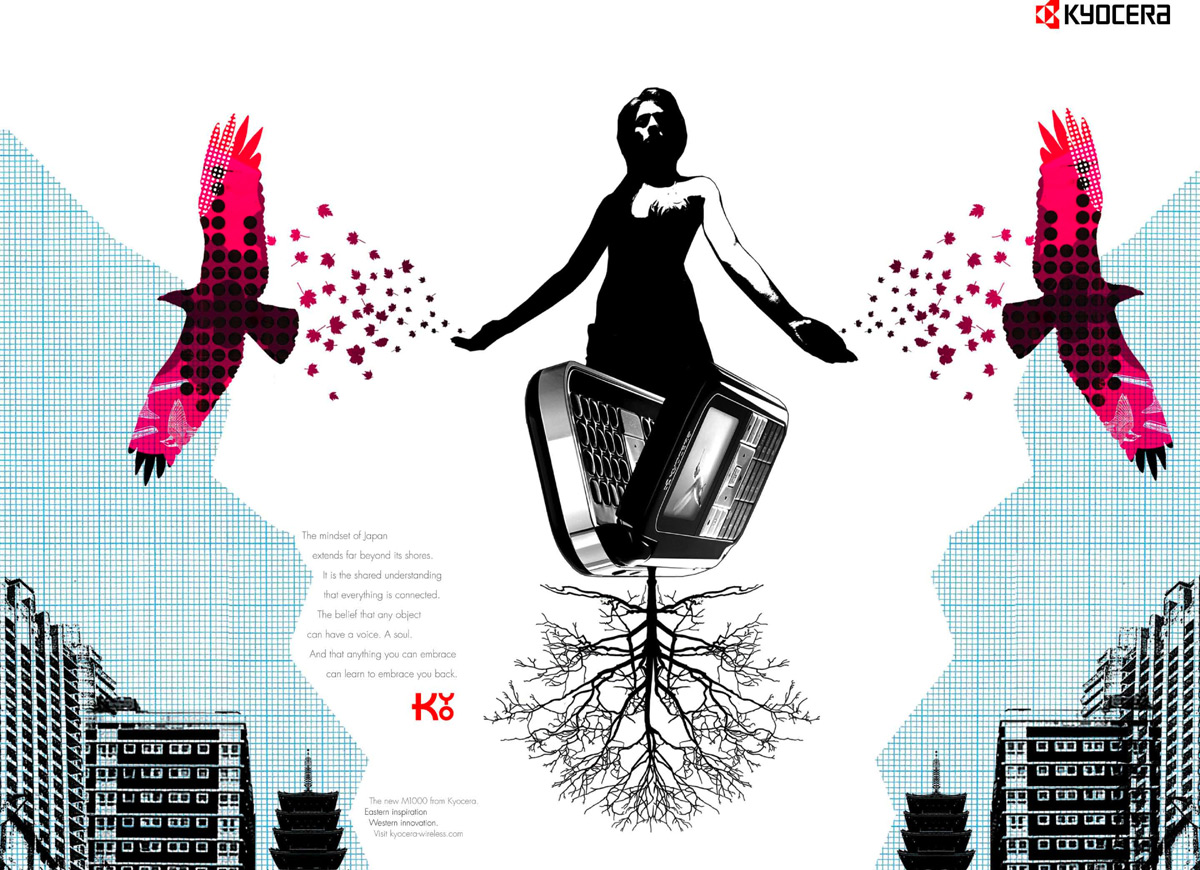 KYOCERA
The mindset of Japan
extends far beyond its shores.
It is the shared understanding
that everything is connected.
The belief that any object
can have a voice. A soul.
And that anything you can embrace
can learn to embrace you back.
KYO
The new M1000 from Kyocera.
Eastern inspiration
Western innovation.
Visit kyocera-wireless.com